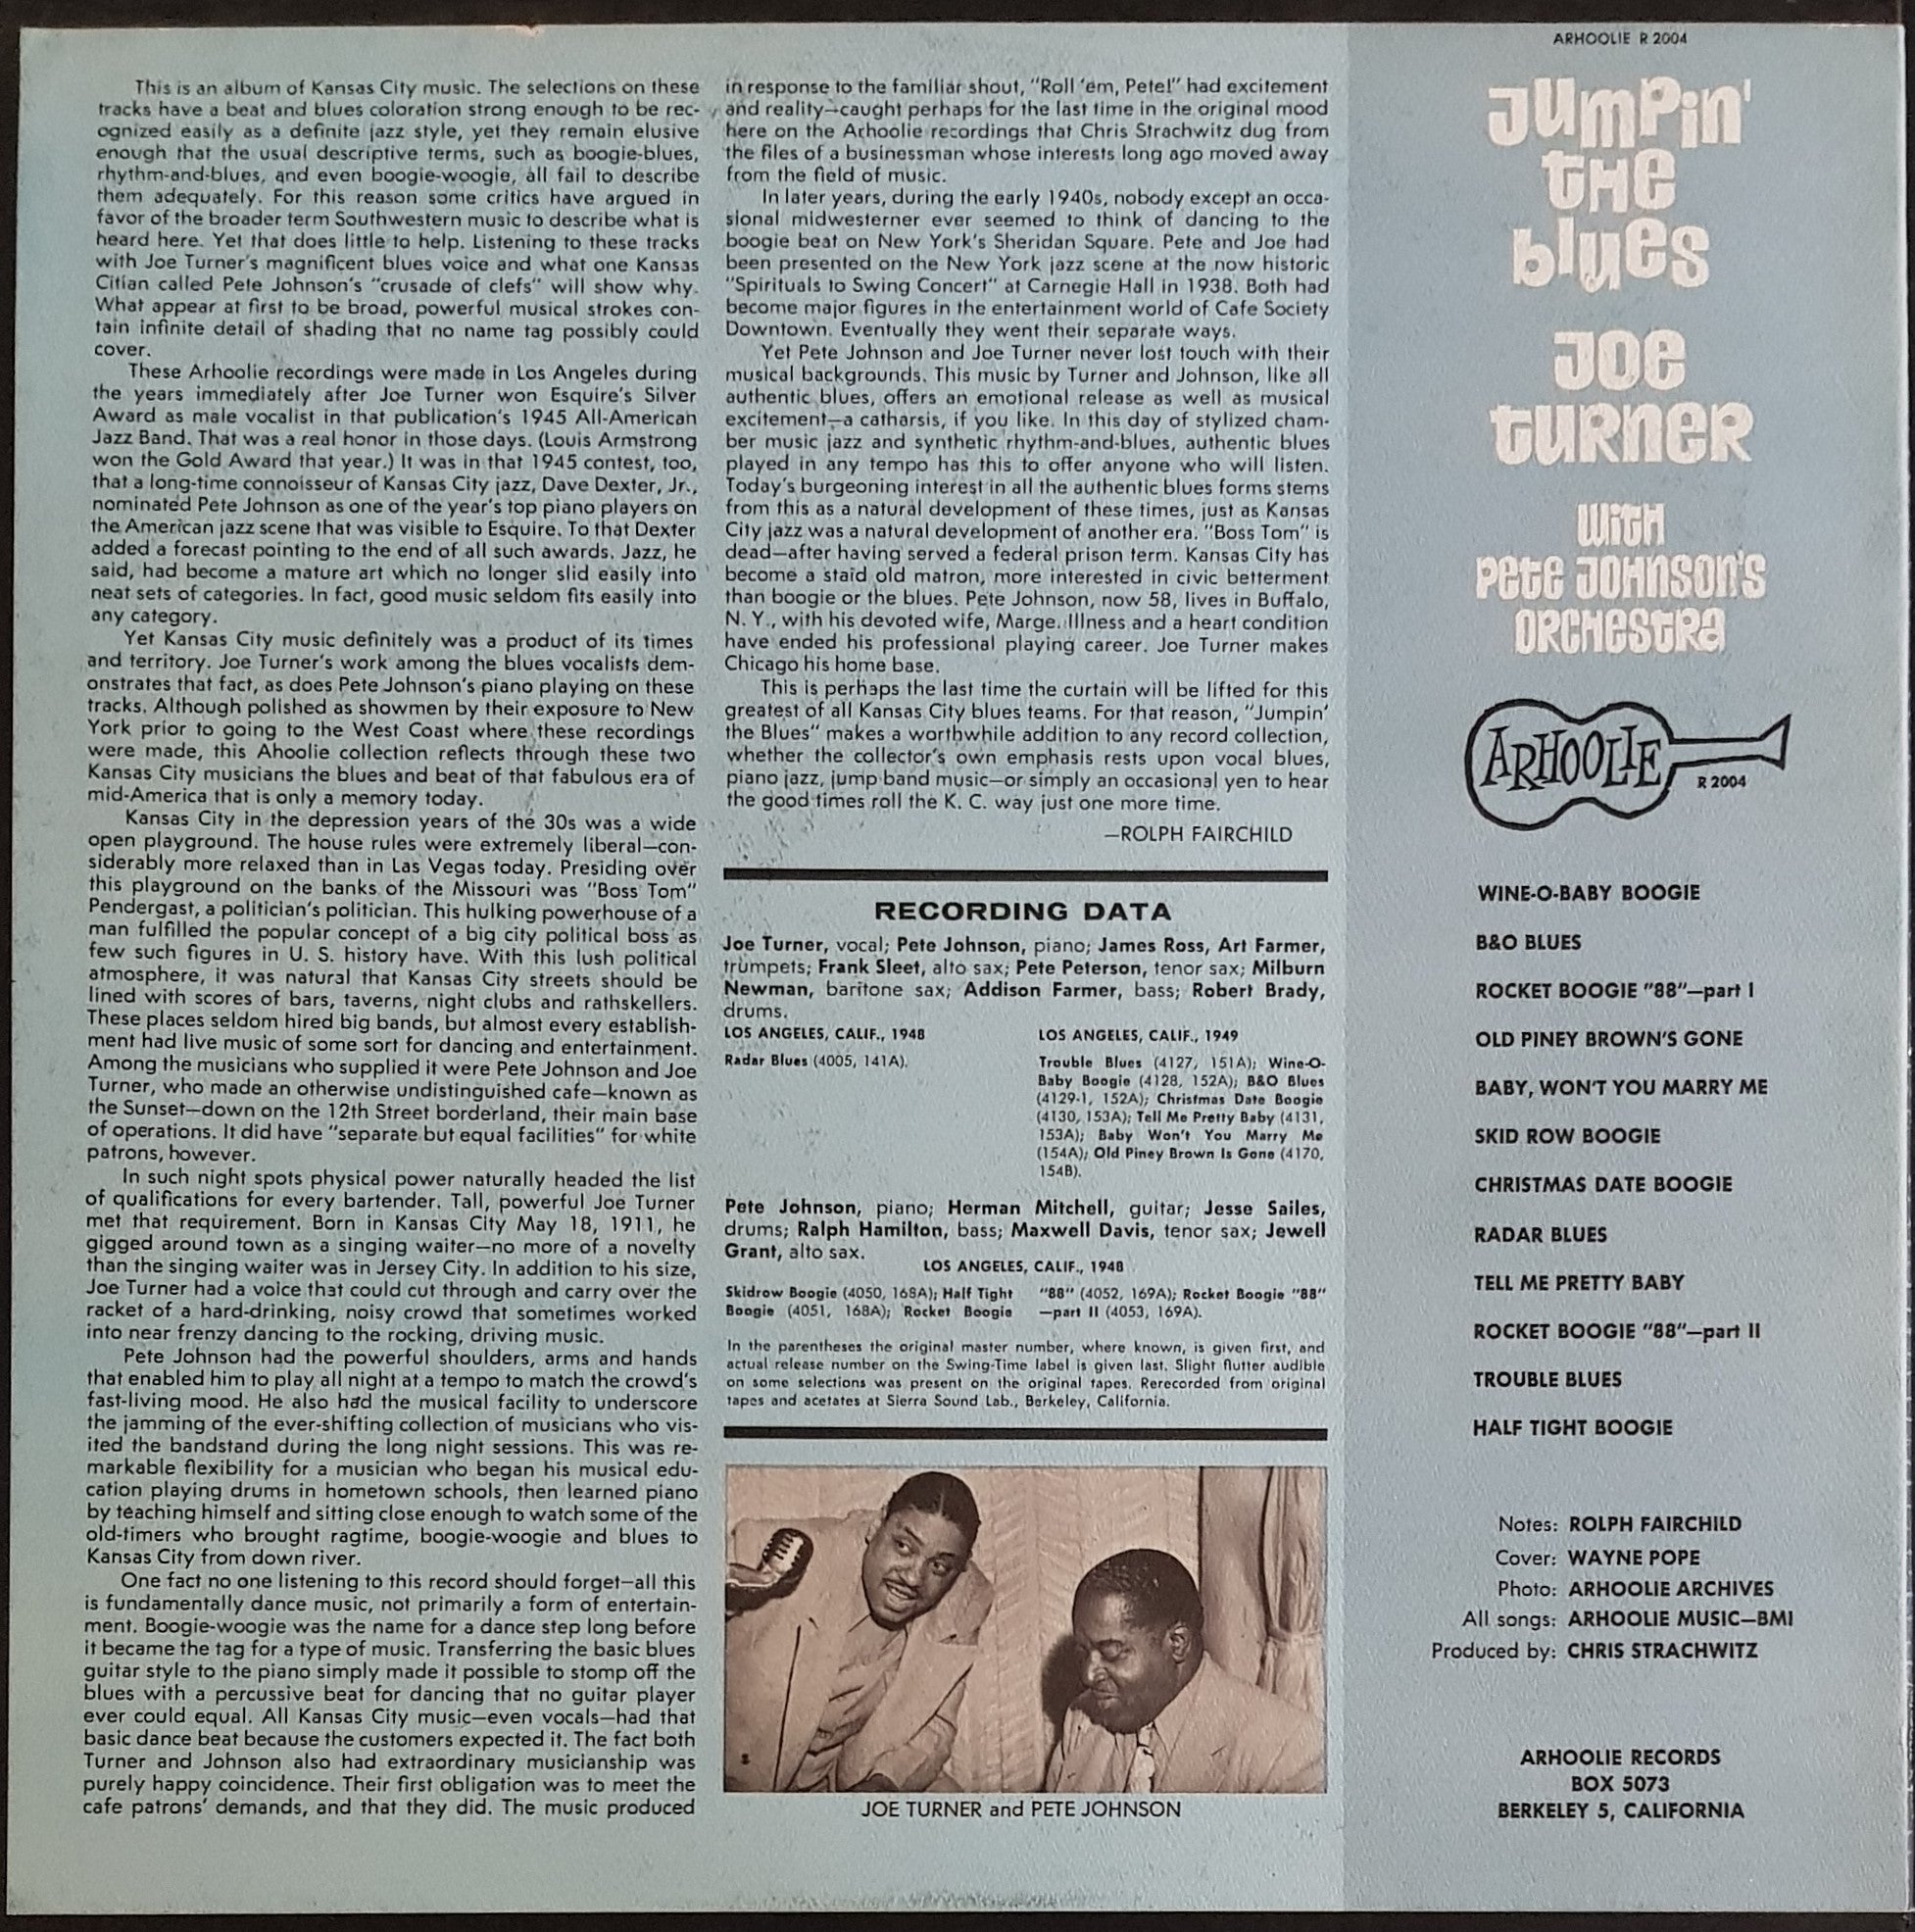 This is an album of Kansas City music. The selections on these
tracks have a beat and blues coloration strong enough to be rec-
ognized easily as a definite jazz style, yet they remain elusive
enough that the usual descriptive terms, such as boogie-blues,
rhythm-and-blues, and even boogie-woogie, all fail to describe
them adequately. For this reason some critics have argued in
favor of the broader term Southwestern music to describe what is
heard here. Yet that does little to help. Listening to these tracks
with Joe Turner's magnificent blues voice and what one Kansas
Citian called Pete Johnson's "crusade of clefs" will show why.
What appear at first to be broad, powerful musical strokes con-
tain infinite detail of shading that no name tag possibly could
cover.
These Arhoolie recordings were made in Los Angeles during
the years immediately after Joe Turner won Esquire's Silver
Award as male vocalist in that publication's 1945 All-American
Jazz Band. That was a real honor in those days. (Louis Armstrong
won the Gold Award that year.) It was in that 1945 contest, too,
that a long-time connoisseur of Kansas City jazz, Dave Dexter, Jr.,
nominated Pete Johnson as one of the year's top piano players on
the American jazz scene that was visible to Esquire. To that Dexter
added a forecast pointing to the end of all such awards. Jazz, he
said, had become a mature art which no longer slid easily into
neat sets of categories. In fact, good music seldom fits easily into
any category.
Yet Kansas City music definitely was a product of its times
and territory. Joe Turner's work among the blues vocalists dem-
onstrates that fact, as does Pete Johnson's piano playing on these
tracks. Although polished as showmen by their exposure to New
York prior to going to the West Coast where these recordings
were made, this Ahoolie collection reflects through these two
Kansas City musicians the blues and beat of that fabulous era of
mid-America that is only a memory today.
Kansas City in the depression years of the 30s was a wide
open playground. The house rules were extremely liberal—con-
siderably more relaxed than in Las Vegas today. Presiding over
this playground on the banks of the Missouri was "Boss Tom"
Pendergast, a politician's politician. This hulking powerhouse of a
man fulfilled the popular concept of a big city political boss as
few such figures in U. S. history have. With this lush political
atmosphere, it was natural that Kansas City streets should be
lined with scores of bars, taverns, night clubs and rathskellers.
These places seldom hired big bands, but almost every establish-
ment had live music of some sort for dancing and entertainment.
Among the musicians who supplied it were Pete Johnson and Joe
Turner, who made an otherwise undistinguished cafe—known as
the Sunset—down on the 12th Street borderland, their main base
of operations. It did have "separate but equal facilities" for white
patrons, however.
In such night spots physical power naturally headed the list
of qualifications for every bartender. Tall, powerful Joe Turner
met that requirement. Born in Kansas City May 18, 1911, he
gigged around town as a singing waiter—no more of a novelty
than the singing waiter was in Jersey City. In addition to his size,
Joe Turner had a voice that could cut through and carry over the
racket of a hard-drinking, noisy crowd that sometimes worked
into near frenzy dancing to the rocking, driving music.
Pete Johnson had the powerful shoulders, arms and hands
that enabled him to play all night at a tempo to match the crowd's
fast-living mood. He also had the musical facility to underscore
the jamming of the ever-shifting collection of musicians who vis-
ited the bandstand during the long night sessions. This was re-
markable flexibility for a musician who began his musical edu-
cation playing drums in hometown schools, then learned piano
by teaching himself and sitting close enough to watch some of the
old-timers who brought ragtime, boogie-woogie and blues to
Kansas City from down river.
One fact no one listening to this record should forget—all this
is fundamentally dance music, not primarily a form of entertain-
ment. Boogie-woogie was the name for a dance step long before
it became the tag for a type of music. Transferring the basic blues
guitar style to the piano simply made it possible to stomp off the
blues with a percussive beat for dancing that no guitar player
ever could equal. All Kansas City music—even vocals—had that
basic dance beat because the customers expected it. The fact both
Turner and Johnson also had extraordinary musicianship was
purely happy coincidence. Their first obligation was to meet the
cafe patrons' demands, and that they did. The music produced
in response to the familiar shout, "Roll 'em, Pete!" had excitement
and reality—caught perhaps for the last time in the original mood
here on the Arhoolie recordings that Chris Strachwitz dug from
the files of a businessman whose interests long ago moved away
from the field of music.
In later years, during the early 1940s, nobody except an occa-
sional midwesterner ever seemed to think of dancing to the
boogie beat on New York's Sheridan Square. Pete and Joe had
been presented on the New York jazz scene at the now historic
"Spirituals to Swing Concert" at Carnegie Hall in 1938. Both had
become major figures in the entertainment world of Cafe Society
Downtown. Eventually they went their separate ways.
Yet Pete Johnson and Joe Turner never lost touch with their
musical backgrounds. This music by Turner and Johnson, like all
authentic blues, offers an emotional release as well as musical
excitement—a catharsis, if you like. In this day of stylized cham-
ber music jazz and synthetic rhythm-and-blues, authentic blues
played in any tempo has this to offer anyone who will listen.
Today's burgeoning interest in all the authentic blues forms stems
from this as a natural development of these times, just as Kansas
City jazz was a natural development of another era. "Boss Tom" is
dead—after having served a federal prison term. Kansas City has
become a staid old matron, more interested in civic betterment
than boogie or the blues. Pete Johnson, now 58, lives in Buffalo,
N. Y., with his devoted wife, Marge. Illness and a heart condition
have ended his professional playing career. Joe Turner makes
Chicago his home base.
This is perhaps the last time the curtain will be lifted for this
greatest of all Kansas City blues teams. For that reason, "Jumpin'
the Blues" makes a worthwhile addition to any record collection,
whether the collector's own emphasis rests upon vocal blues,
piano jazz, jump band music—or simply an occasional yen to hear
the good times roll the K. C. way just one more time.
—ROLPH FAIRCHILD
RECORDING DATA
Joe Turner, vocal; Pete Johnson, piano; James Ross, Art Farmer,
trumpets; Frank Sleet, alto sax; Pete Peterson, tenor sax; Milburn
Newman, baritone sax; Addison Farmer, bass; Robert Brady,
drums.
LOS ANGELES, CALIF., 1948
Radar Blues (4005, 141A).
LOS ANGELES, CALIF., 1949
Trouble Blues (4127, 151A); Wine-O-
Baby Boogie (4128, 152A); B&O Blues
(4129-1, 152A); Christmas Date Boogie
(4130, 153A); Tell Me Pretty Baby (4131,
153A); Baby Won't You Marry Me
(154A); Old Piney Brown Is Gone (4170,
154B).
Pete Johnson, piano; Herman Mitchell, guitar; Jesse Sailes,
drums; Ralph Hamilton, bass; Maxwell Davis, tenor sax; Jewell
Grant, alto sax.
LOS ANGELES, CALIF., 1948
Skidrow Boogie (4050, 168A); Half Tight
Boogie (4051, 168A); Rocket Boogie
"88" (4052, 169A); Rocket Boogie "88"
—part II (4053, 169A).
In the parentheses the original master number, where known, is given first, and
actual release number on the Swing-Time label is given last. Slight flutter audible
on some selections was present on the original tapes. Rerecorded from original
tapes and acetates at Sierra Sound Lab., Berkeley, California.
JOE TURNER and PETE JOHNSON
ARHOOLIE R 2004
Jumpin'
the
blues
Joe
Turner
with
Pete Johnson's
Orchestra
ARHOOLIE
R 2004
WINE-O-BABY BOOGIE
B&O BLUES
ROCKET BOOGIE "88"—part I
OLD PINEY BROWN'S GONE
BABY, WON'T YOU MARRY ME
SKID ROW BOOGIE
CHRISTMAS DATE BOOGIE
RADAR BLUES
TELL ME PRETTY BABY
ROCKET BOOGIE "88"—part II
TROUBLE BLUES
HALF TIGHT BOOGIE
Notes: ROLPH FAIRCHILD
Cover: WAYNE POPE
Photo: ARHOOLIE ARCHIVES
All songs: ARHOOLIE MUSIC—BMI
Produced by: CHRIS STRACHWITZ
ARHOOLIE RECORDS
BOX 5073
BERKELEY 5, CALIFORNIA